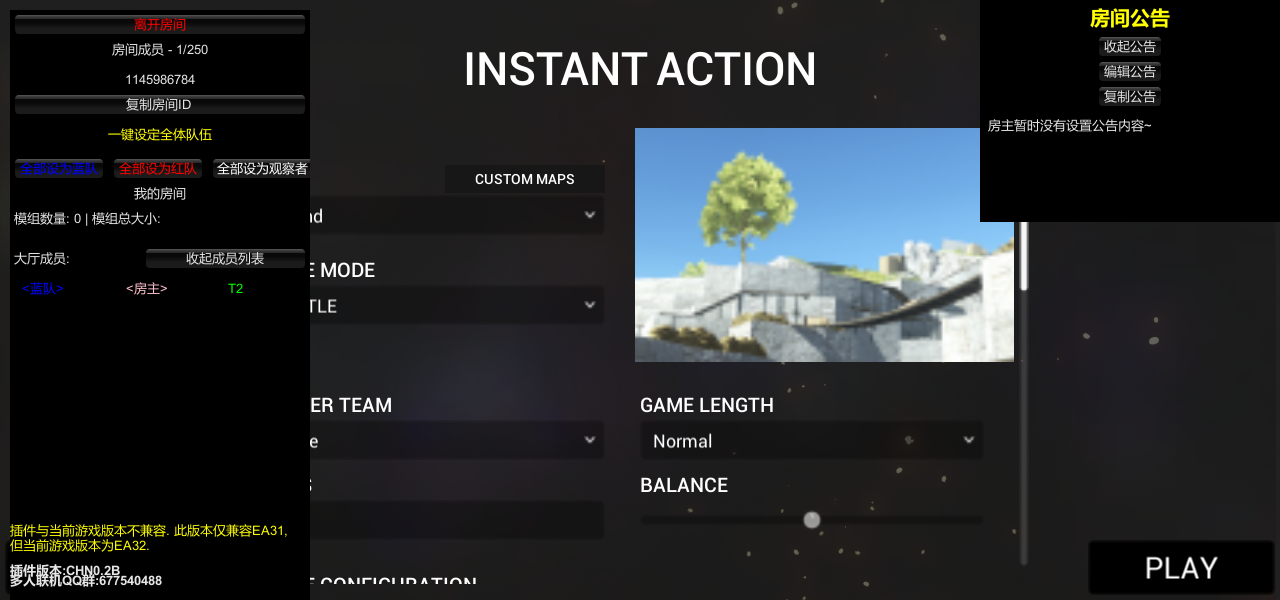 离开房间
房间成员 - 1/250
1145986784
复制房间ID
一键设定全体队伍
全部设为蓝队 全部设为红队 全部设为观察者
我的房间
模组数量: 0 | 模组总大小:
大厅成员: 收起成员列表
<蓝队> <房主> T2
插件与当前游戏版本不兼容. 此版本仅兼容EA31,
但当前游戏版本为EA32.
插件版本:CHN0.2B
多人联机QQ群:677540488
INSTANT ACTION
CUSTOM MAPS
nd
E MODE
TLE
ER TEAM
e
S
E CONFIGURATION
GAME LENGTH
Normal
BALANCE
PLAY
房间公告
收起公告
编辑公告
复制公告
房主暂时没有设置公告内容~